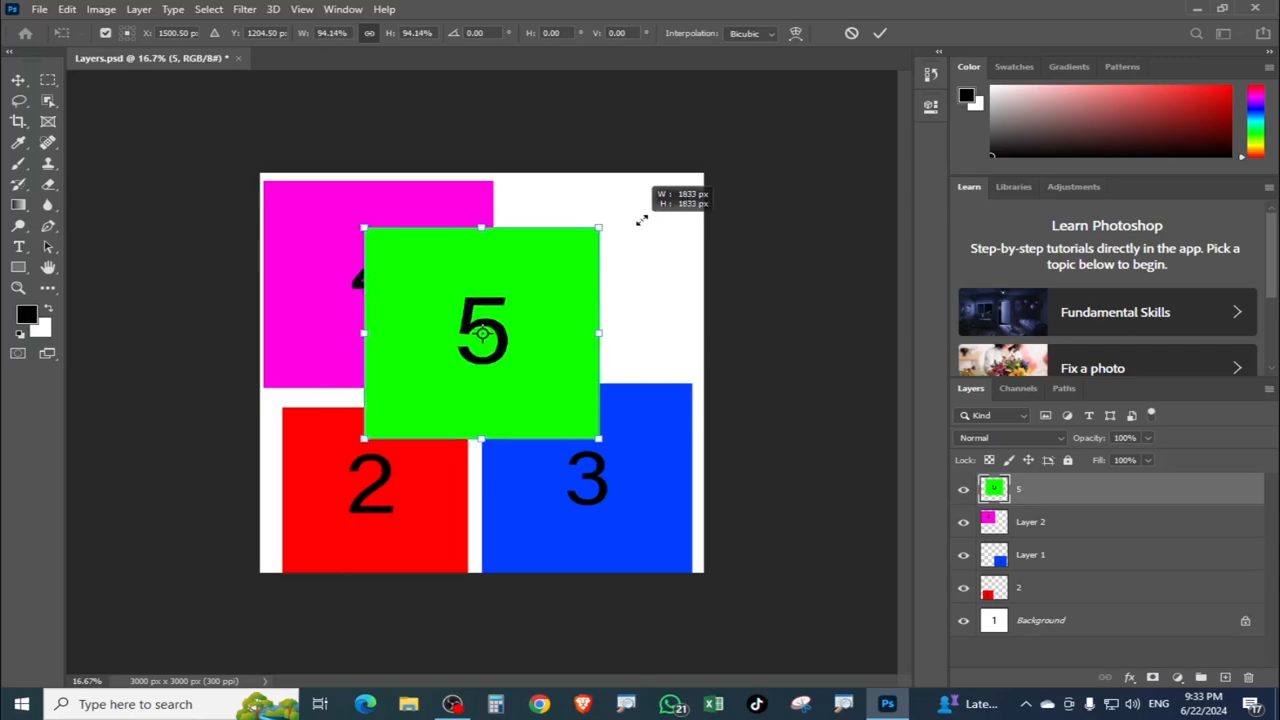 Ps File Edit Image Layer Type Select Filter 3D View Window Help
X: 1500.50 px Y: 1204.50 px W: 94.14% H: 94.14% 0.00 ° H: 0.00 ° V: 0.00 ° Interpolation: Bicubic
Layers.psd @ 16.7% (5, RGB/8#) * ×
Color Swatches Gradients Patterns
W : 1833 px
H : 1833 px
5
2
3
Learn Libraries Adjustments
Learn Photoshop
Step-by-step tutorials directly in the app. Pick a
topic below to begin.
Fundamental Skills
Fix a photo
Layers Channels Paths
Kind
Normal Opacity: 100%
Lock: Fill: 100%
5
Layer 2
Layer 1
2
1 Background
16.67% 3000 px x 3000 px (300 ppi)
Type here to search
21
Ps
Late...
ENG
9:33 PM
6/22/2024
17